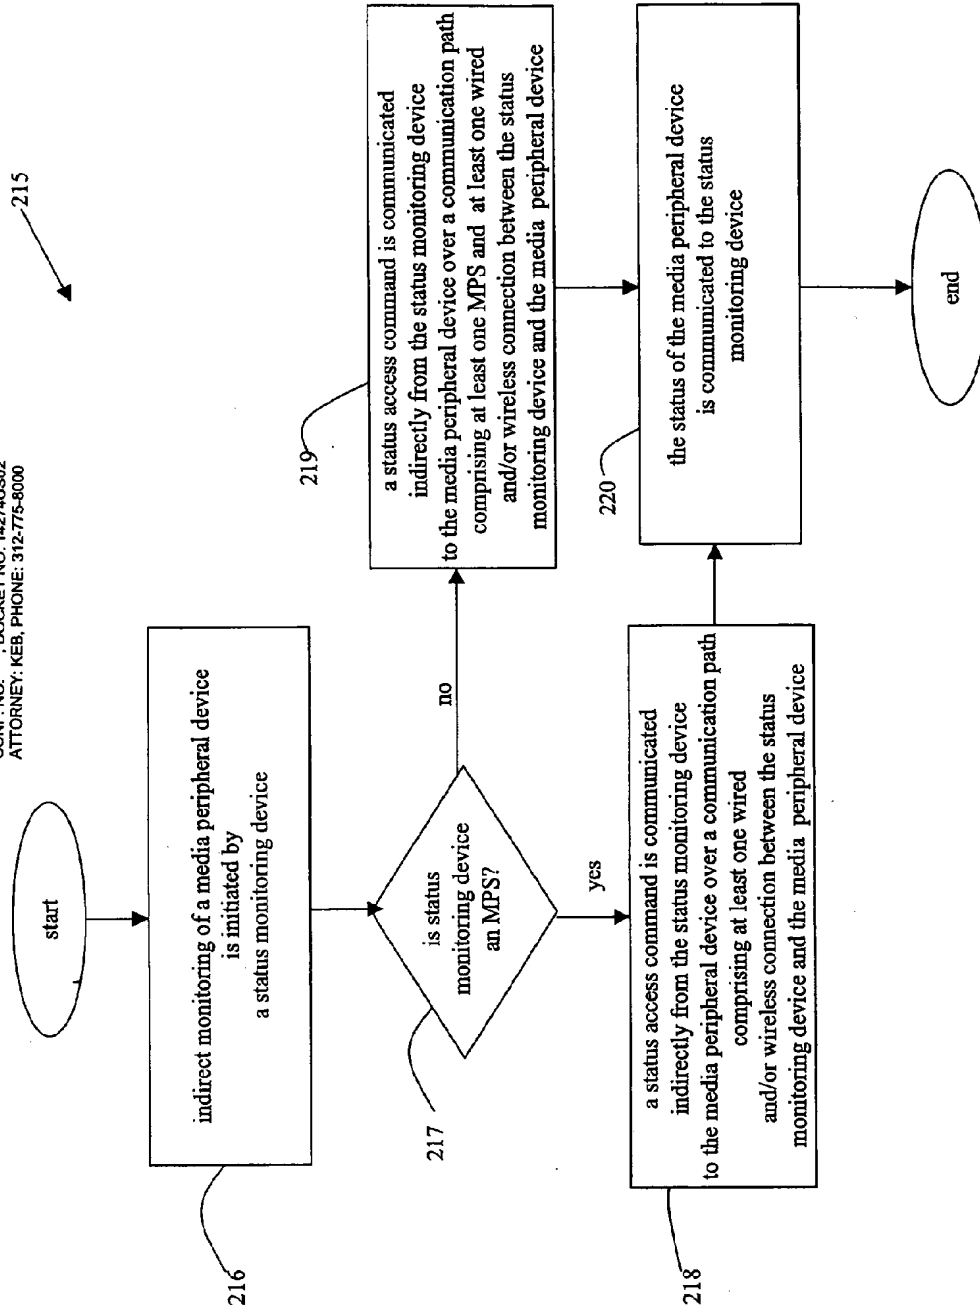 ATTORNEY: KEB, PHONE: 312-775-8000
215
start
216
indirect monitoring of a media peripheral device
is initiated by
a status monitoring device
217
is status
monitoring device
an MPS?
no
yes
219
a status access command is communicated
indirectly from the status monitoring device
to the media peripheral device over a communication path
comprising at least one MPS and at least one wired
and/or wireless connection between the status
monitoring device and the media peripheral device
218
a status access command is communicated
indirectly from the status monitoring device
to the media peripheral device over a communication path
comprising at least one wired
and/or wireless connection between the status
monitoring device and the media peripheral device
220
the status of the media peripheral device
is communicated to the status
monitoring device
end